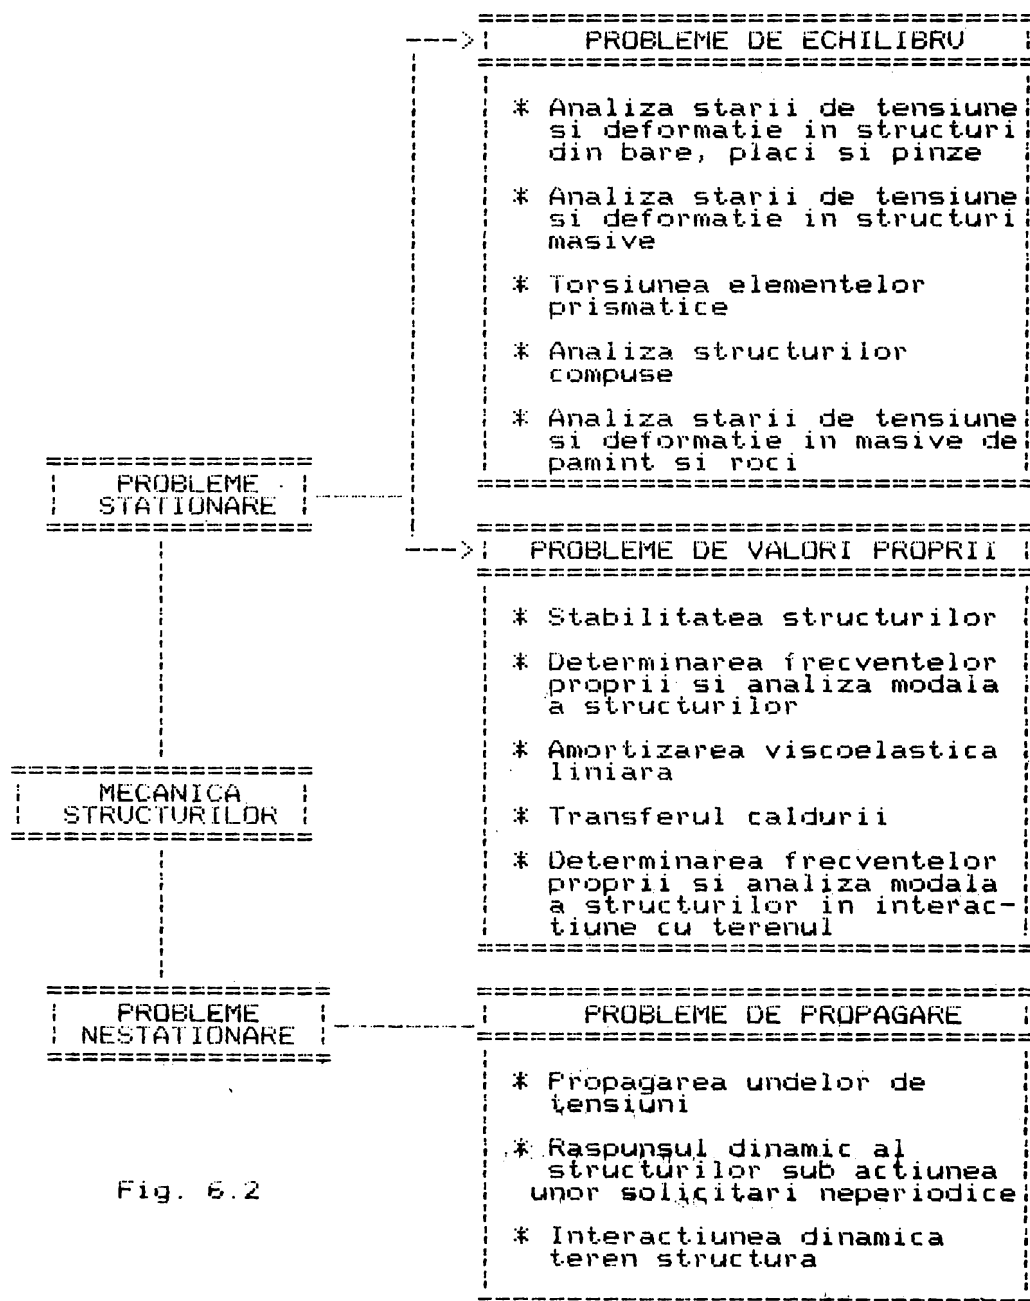 PROBLEME DE ECHILIBRU
* Analiza starii de tensiune
si deformatie in structuri
din bare, placi si pinze
* Analiza starii de tensiune
si deformatie in structuri
masive
* Torsiunea elementelor
prismatice
* Analiza structurilor
compuse
* Analiza starii de tensiune
si deformatie in masive de
pamint si roci
PROBLEME
STATIONARE
PROBLEME DE VALORI PROPRII
* Stabilitatea structurilor
* Determinarea frecventelor
proprii si analiza modala
a structurilor
* Amortizarea viscoelastica
liniara
* Transferul caldurii
* Determinarea frecventelor
proprii si analiza modala
a structurilor in interac-
tiune cu terenul
MECANICA
STRUCTURILOR
PROBLEME
NESTATIONARE
PROBLEME DE PROPAGARE
* Propagarea undelor de
tensiuni
* Raspunsul dinamic al
structurilor sub actiunea
unor solicitari neperiodice
* Interactiunea dinamica
teren structura
Fig. 6.2